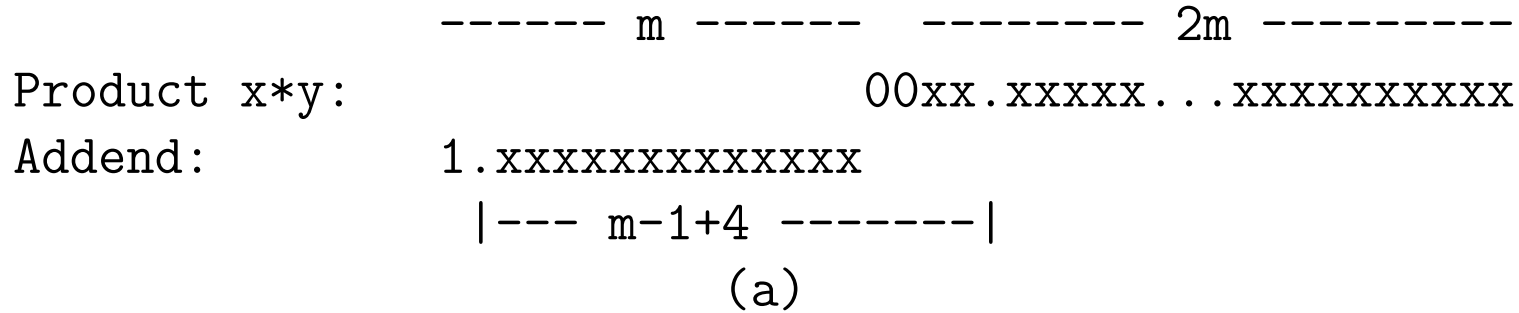 ------ m ------  -------- 2m ---------
Product x*y:                   00xx.xxxxx...xxxxxxxxxx
Addend:        1.xxxxxxxxxxxxx
|--- m-1+4 -------|
(a)